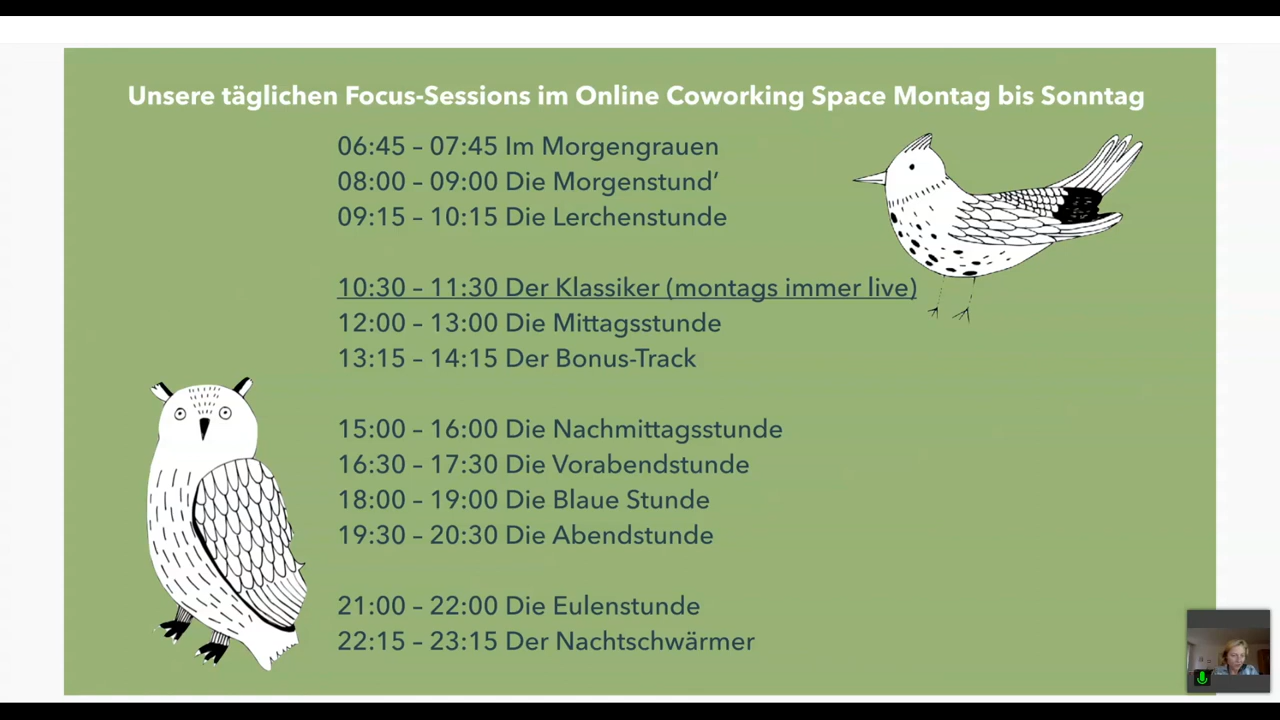 Unsere täglichen Focus-Sessions im Online Coworking Space Montag bis Sonntag
06:45 – 07:45 Im Morgengrauen
08:00 – 09:00 Die Morgenstund’
09:15 – 10:15 Die Lerchenstunde
10:30 – 11:30 Der Klassiker (montags immer live)
12:00 – 13:00 Die Mittagsstunde
13:15 – 14:15 Der Bonus-Track
15:00 – 16:00 Die Nachmittagsstunde
16:30 – 17:30 Die Vorabendstunde
18:00 – 19:00 Die Blaue Stunde
19:30 – 20:30 Die Abendstunde
21:00 – 22:00 Die Eulenstunde
22:15 – 23:15 Der Nachtschwärmer